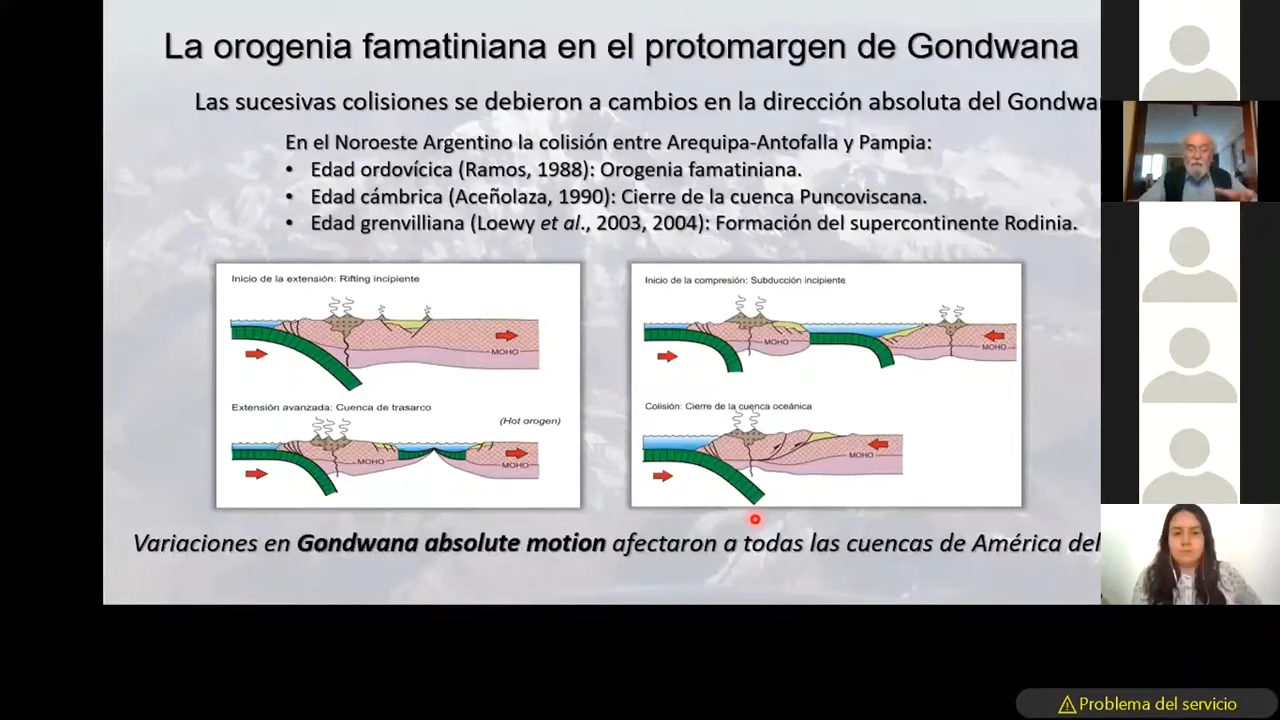 La orogenia famatiniana en el protomargen de Gondwana
Las sucesivas colisiones se debieron a cambios en la dirección absoluta del Gondwa
En el Noroeste Argentino la colisión entre Arequipa-Antofalla y Pampia:
• Edad ordovícica (Ramos, 1988): Orogenia famatiniana.
• Edad cámbrica (Aceñolaza, 1990): Cierre de la cuenca Puncoviscana.
• Edad grenvilliana (Loewy et al., 2003, 2004): Formación del supercontinente Rodinia.
Inicio de la extensión: Rifting incipiente
MOHO
Extensión avanzada: Cuenca de trasarco
(Hot orogen)
MOHO
MOHO
Inicio de la compresión: Subducción incipiente
MOHO
MOHO
Colisión: Cierre de la cuenca oceánica
MOHO
Variaciones en Gondwana absolute motion afectaron a todas las cuencas de América del
⚠Problema del servicio